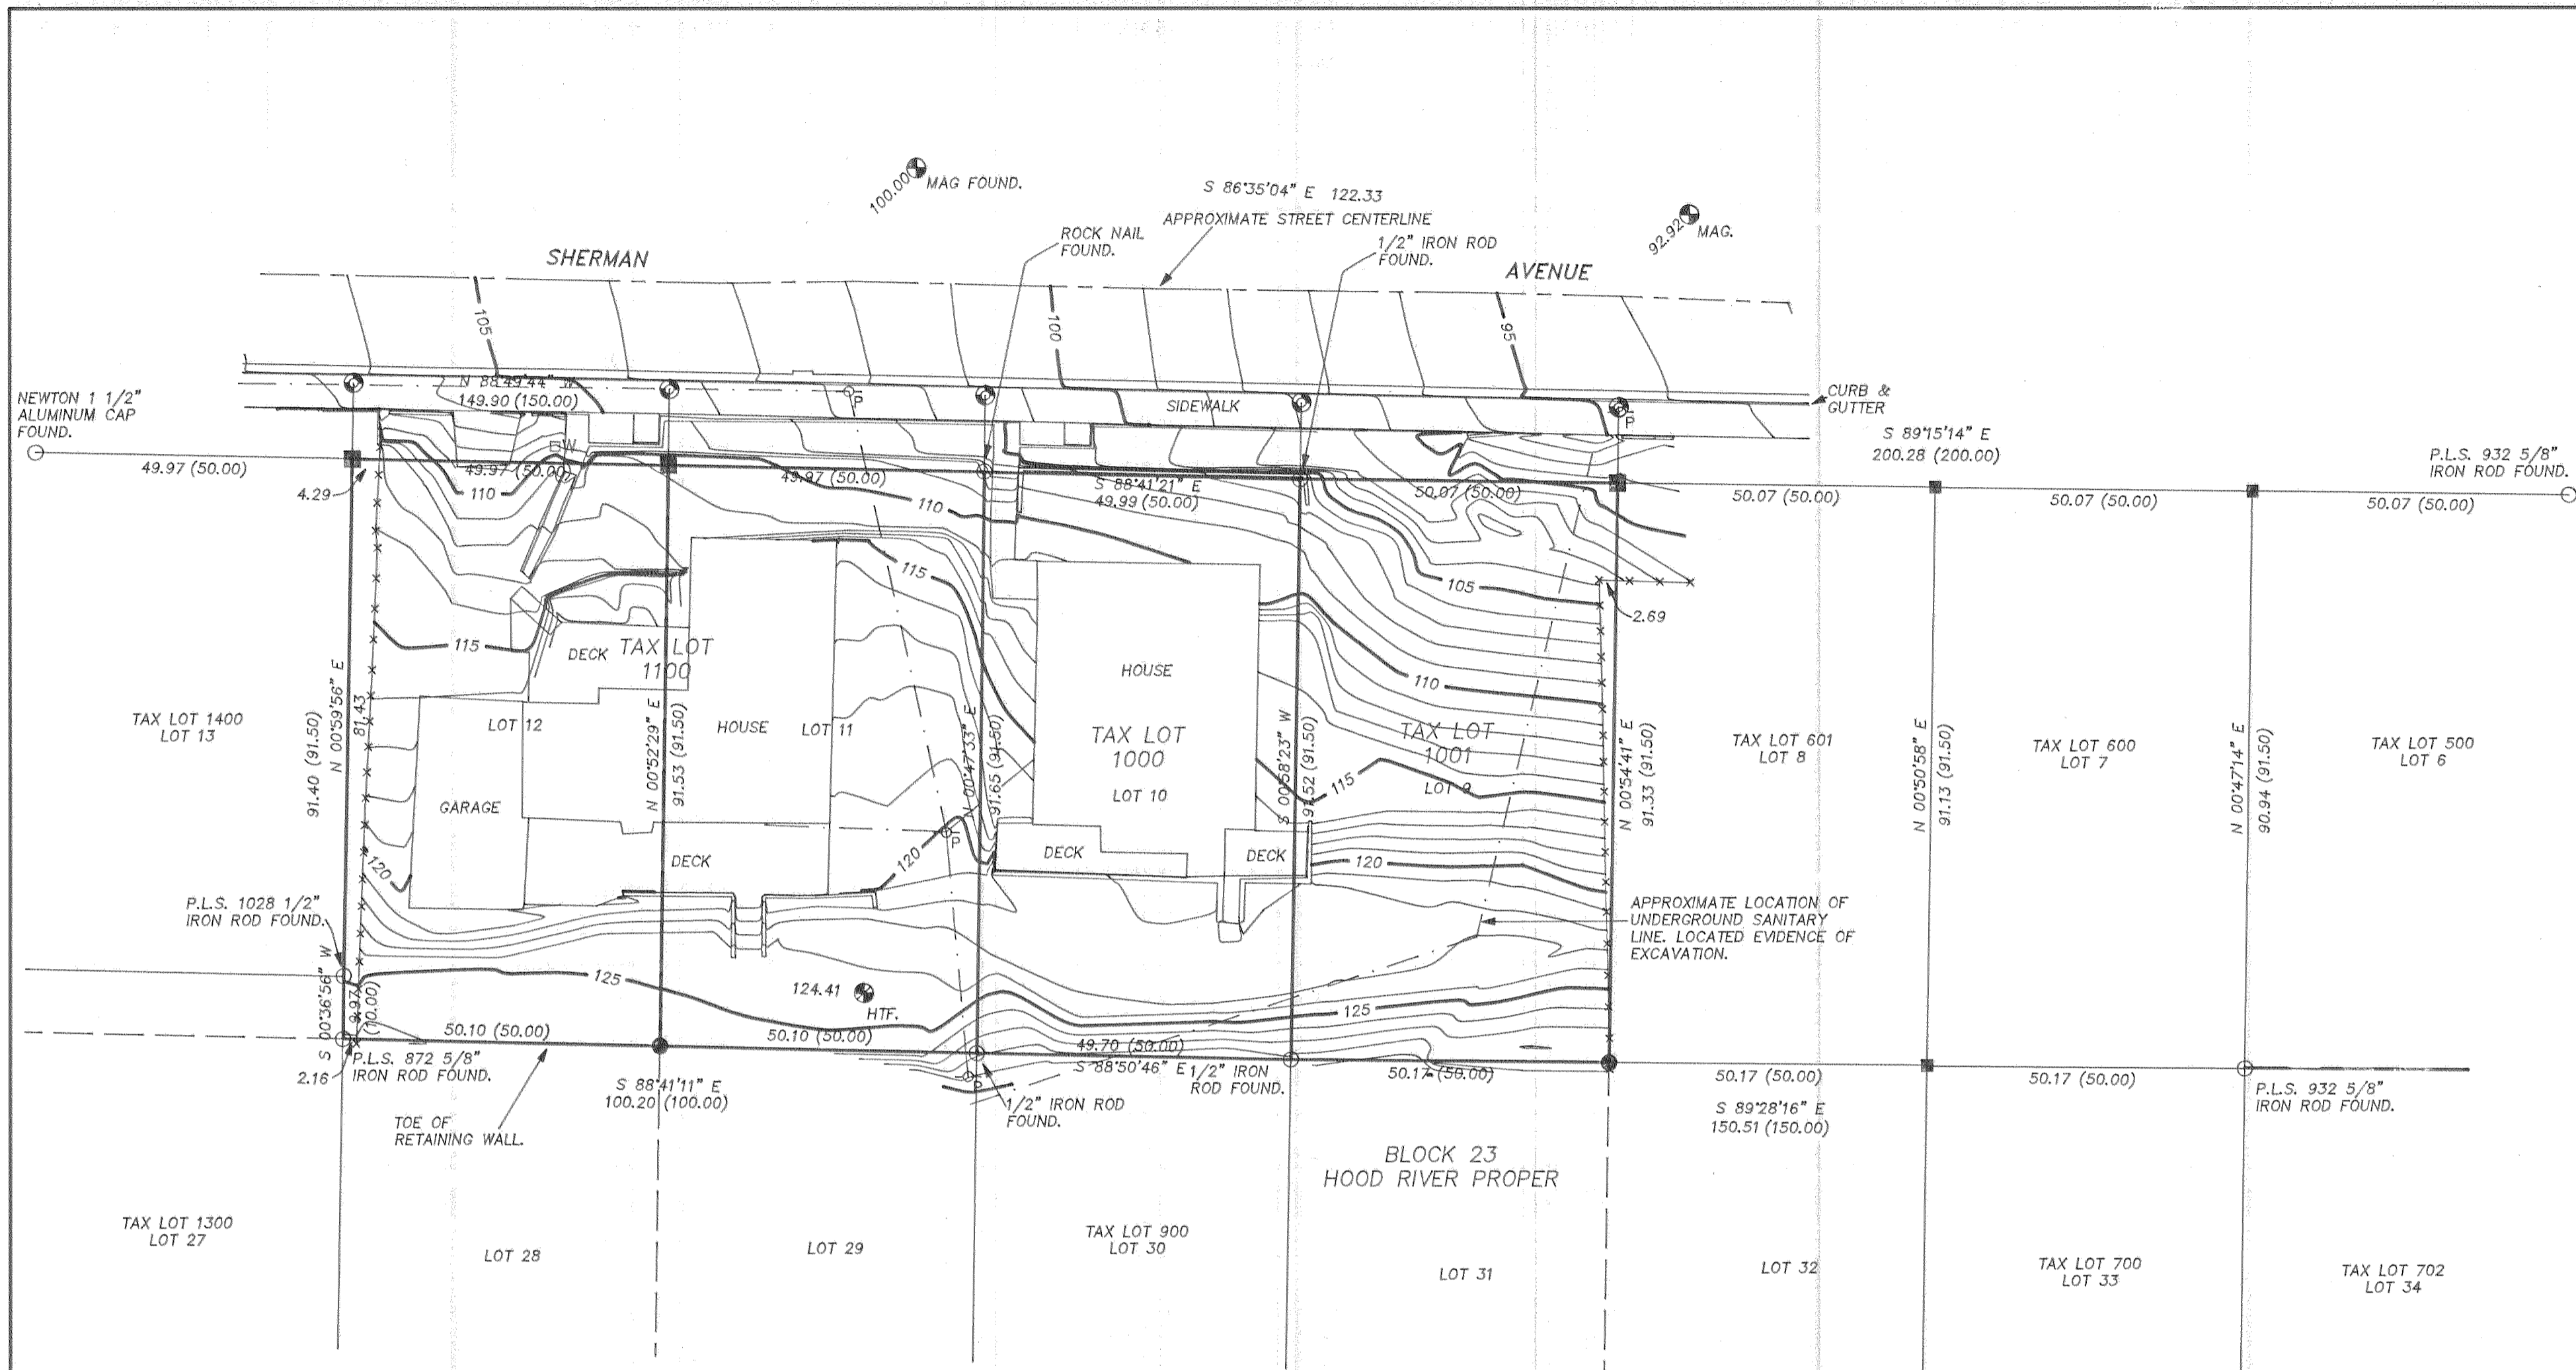 100.00
MAG FOUND.
S 86°35'04" E 122.33
APPROXIMATE STREET CENTERLINE
92.92
MAG.
ROCK NAIL
FOUND.
1/2" IRON ROD
FOUND.
SHERMAN
AVENUE
105
100
95
NEWTON 1 1/2"
ALUMINUM CAP
FOUND.
N 88°49'44" W
149.90 (150.00)
P
SIDEWALK
P
CURB &
GUTTER
S 89°15'14" E
200.28 (200.00)
P.L.S. 932 5/8"
IRON ROD FOUND.
49.97 (50.00)
W
49.97 (50.00)
49.97 (50.00)
S 88°41'21" E
49.99 (50.00)
50.07 (50.00)
50.07 (50.00)
50.07 (50.00)
50.07 (50.00)
4.29
110
110
115
105
2.69
115
DECK
TAX LOT
1100
HOUSE
110
TAX LOT 1400
LOT 13
91.40 (91.50)
N 00°59'56" E
81.43
LOT 12
N 00°52'29" E
91.53 (91.50)
HOUSE
LOT 11
N 00°47'33" E
91.65 (91.50)
TAX LOT
1000
LOT 10
S 00°58'23" W
91.52 (91.50)
TAX LOT
1001
LOT 9
115
N 00°54'41" E
91.33 (91.50)
TAX LOT 601
LOT 8
N 00°50'58" E
91.13 (91.50)
TAX LOT 600
LOT 7
N 00°47'14" E
90.94 (91.50)
TAX LOT 500
LOT 6
GARAGE
120
DECK
120
P
DECK
DECK
120
P.L.S. 1028 1/2"
IRON ROD FOUND.
APPROXIMATE LOCATION OF
UNDERGROUND SANITARY
LINE. LOCATED EVIDENCE OF
EXCAVATION.
S 00°36'56" W
9.97
(10.00)
125
124.41
HTF.
125
50.10 (50.00)
50.10 (50.00)
49.70 (50.00)
S 88°50'46" E
1/2" IRON
ROD FOUND.
50.17 (50.00)
50.17 (50.00)
50.17 (50.00)
2.16
P.L.S. 872 5/8"
IRON ROD FOUND.
S 88°41'11" E
100.20 (100.00)
P
1/2" IRON ROD
FOUND.
S 89°28'16" E
150.51 (150.00)
P.L.S. 932 5/8"
IRON ROD FOUND.
TOE OF
RETAINING WALL.
BLOCK 23
HOOD RIVER PROPER
TAX LOT 1300
LOT 27
LOT 28
LOT 29
TAX LOT 900
LOT 30
LOT 31
LOT 32
TAX LOT 700
LOT 33
TAX LOT 702
LOT 34